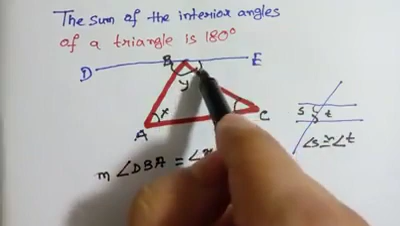 The sum of the interior angles
of a triangle is 180°
D
B
E
y
x
A
C
s
t
∠s ≅ ∠t
m ∠DBA = ∠x